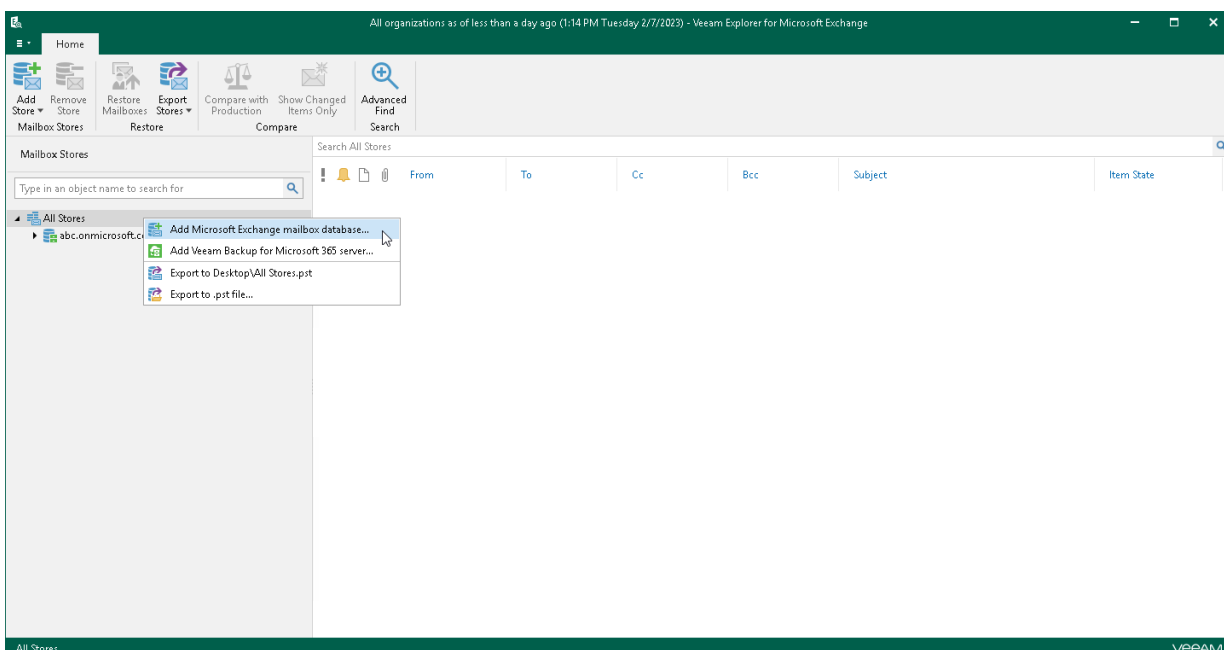 All organizations as of less than a day ago (1:14 PM Tuesday 2/7/2023) - Veeam Explorer for Microsoft Exchange
Home
Add Store
Remove Store
Restore Mailboxes
Export Stores
Compare with Production
Show Changed Items Only
Advanced Find
Mailbox Stores
Restore
Compare
Search
Mailbox Stores
Search All Stores
Type in an object name to search for
From To Cc Bcc Subject Item State
All Stores
abc.onmicrosoft.c
Add Microsoft Exchange mailbox database...
Add Veeam Backup for Microsoft 365 server...
Export to Desktop\All Stores.pst
Export to .pst file...
All Stores
veeam